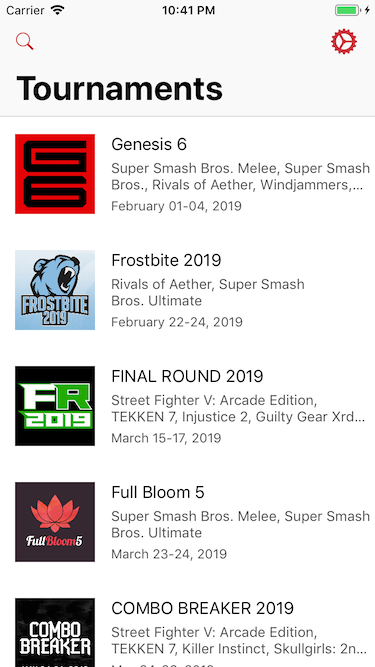 Carrier 10:41 PM
Tournaments
G6
Genesis 6
Super Smash Bros. Melee, Super Smash
Bros., Rivals of Aether, Windjammers,...
February 01-04, 2019
FROSTBITE
2019
Frostbite 2019
Rivals of Aether, Super Smash
Bros. Ultimate
February 22-24, 2019
FR
2019
FINAL ROUND 2019
Street Fighter V: Arcade Edition,
TEKKEN 7, Injustice 2, Guilty Gear Xrd...
March 15-17, 2019
FullBloom5
Full Bloom 5
Super Smash Bros. Melee, Super Smash
Bros. Ultimate
March 23-24, 2019
COMBO
BREAKER
COMBO BREAKER 2019
Street Fighter V: Arcade Edition,
TEKKEN 7, Killer Instinct, Skullgirls: 2n...